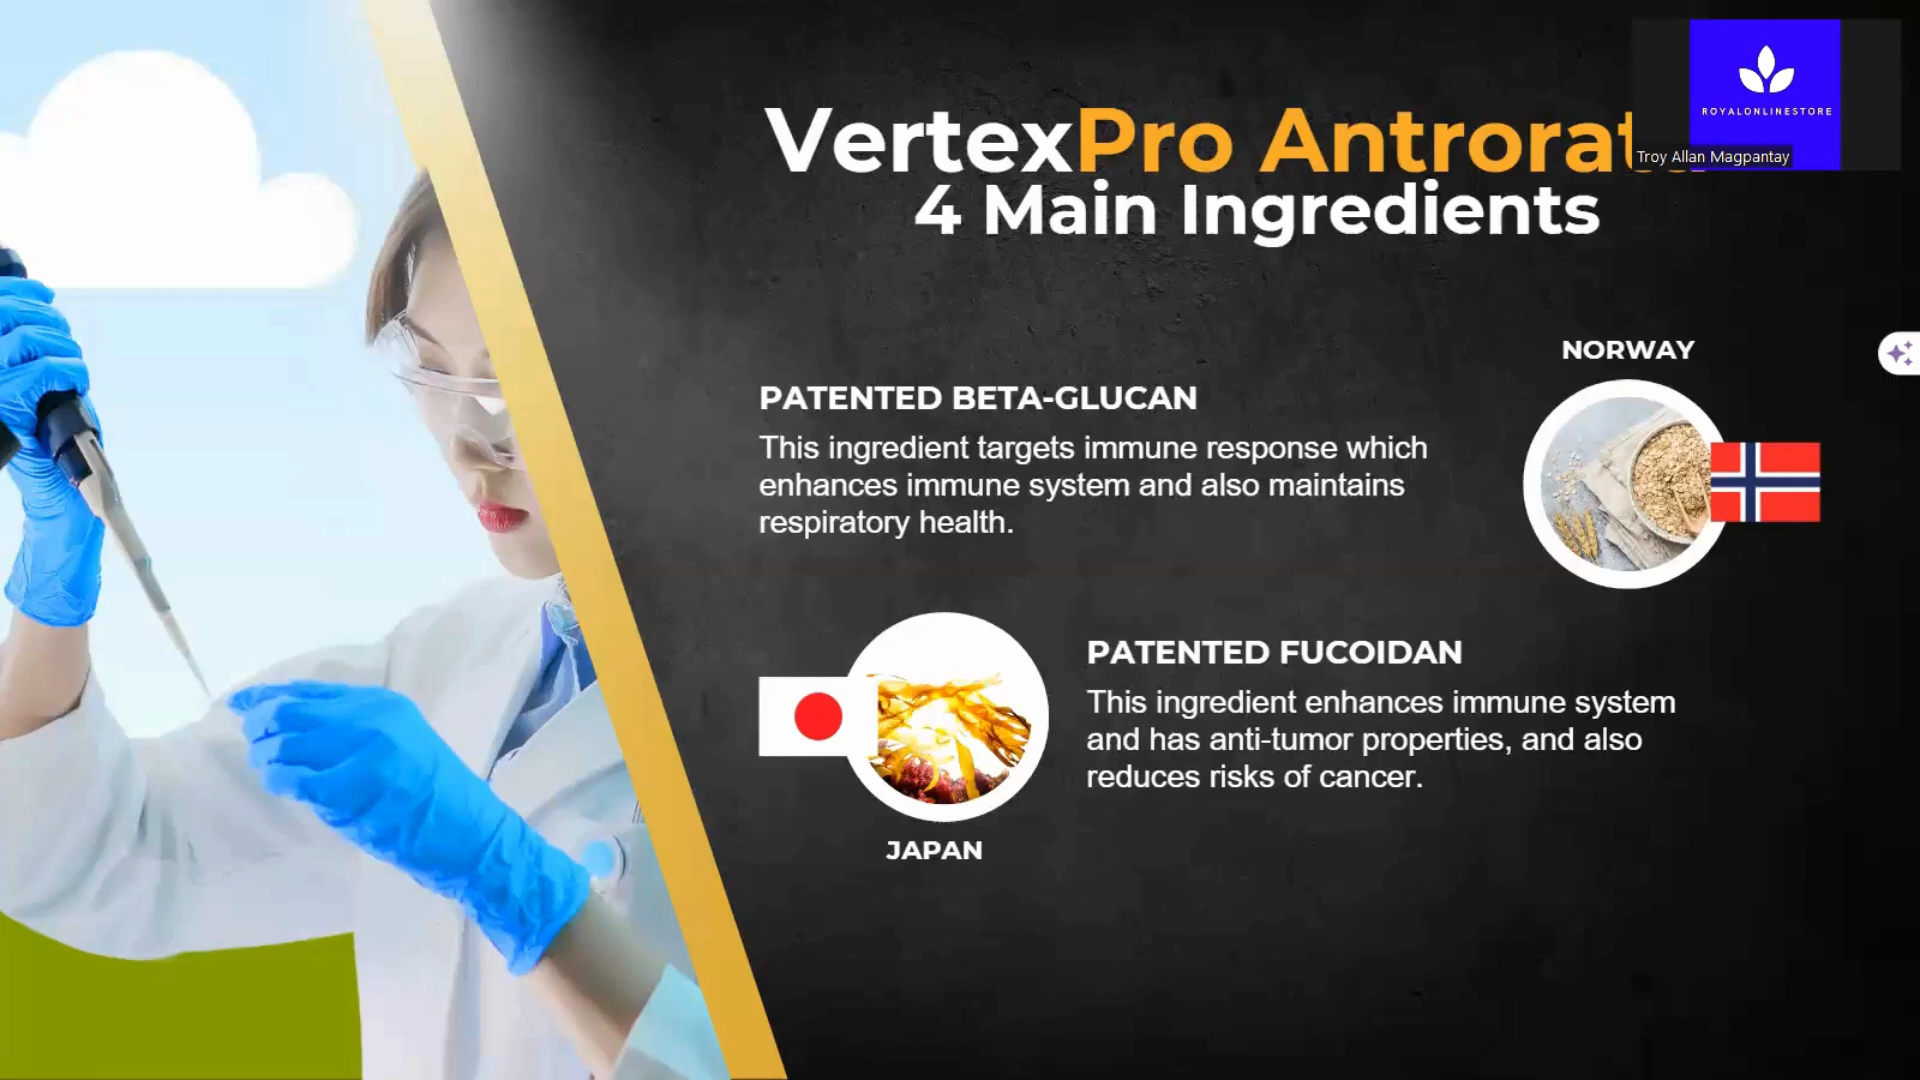 VertexPro Antrorat
4 Main Ingredients
ROYALONLINESTORE
Troy Allan Magpantay
NORWAY
PATENTED BETA-GLUCAN
This ingredient targets immune response which
enhances immune system and also maintains
respiratory health.
PATENTED FUCOIDAN
This ingredient enhances immune system
and has anti-tumor properties, and also
reduces risks of cancer.
JAPAN